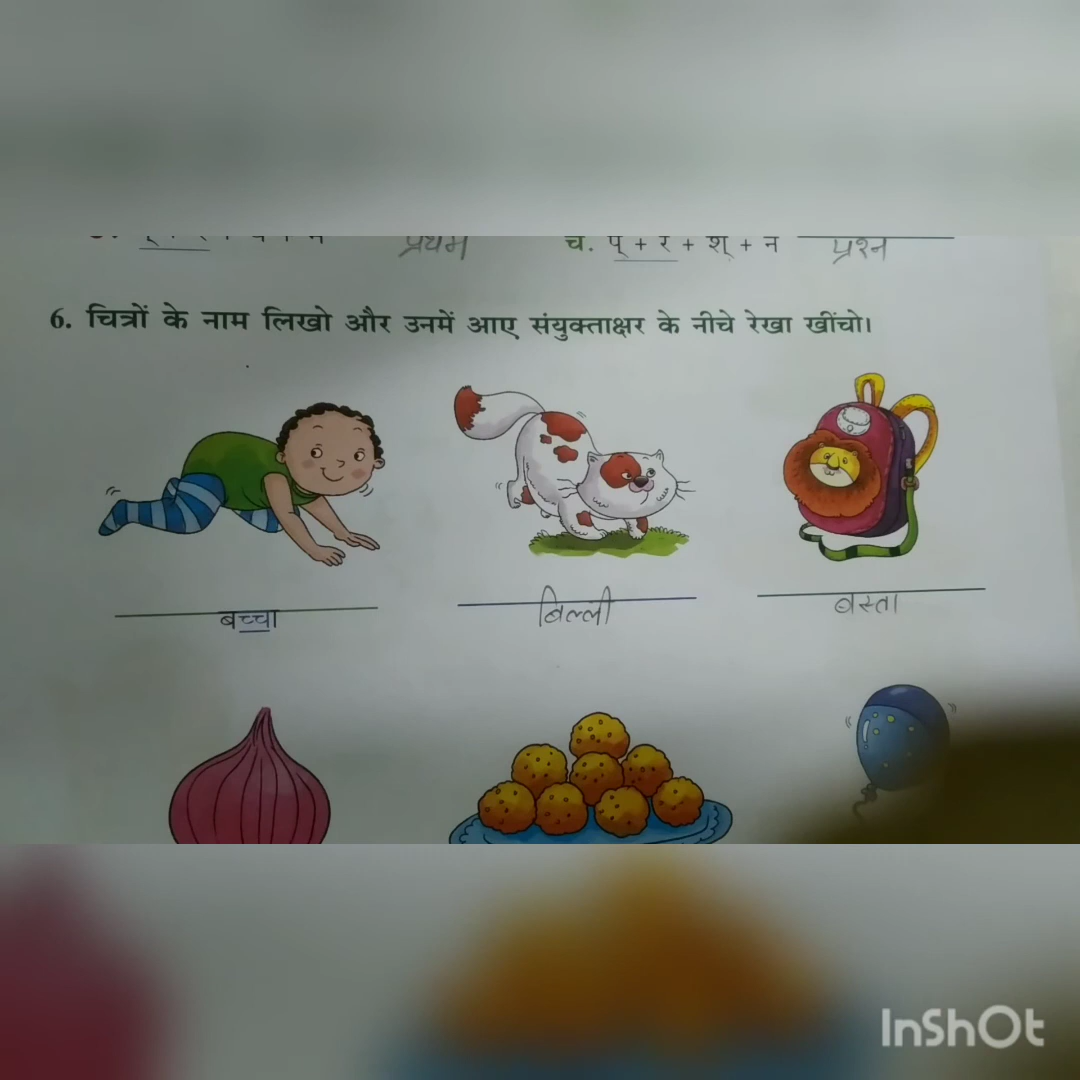 प्रथम च. प् + र + श् + न प्रश्न
6. चित्रों के नाम लिखो और उनमें आए संयुक्ताक्षर के नीचे रेखा खींचो।
बच्चा बिल्ली बस्ता
InShOt